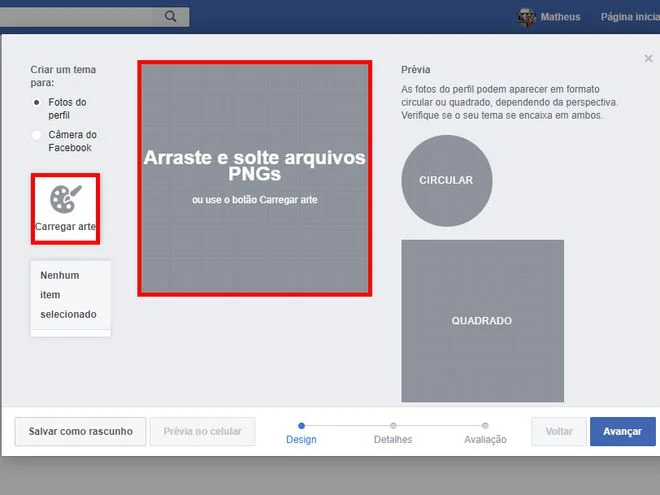 Matheus
Página inicia
Criar um tema
para:
Fotos do
perfil
Câmera do
Facebook
Carregar arte
Nenhum
item
selecionado
Arraste e solte arquivos
PNGs
ou use o botão Carregar arte
Prévia
As fotos do perfil podem aparecer em formato
circular ou quadrado, dependendo da perspectiva.
Verifique se o seu tema se encaixa em ambos.
CIRCULAR
QUADRADO
Salvar como rascunho
Prévia no celular
Design
Detalhes
Avaliação
Voltar
Avançar